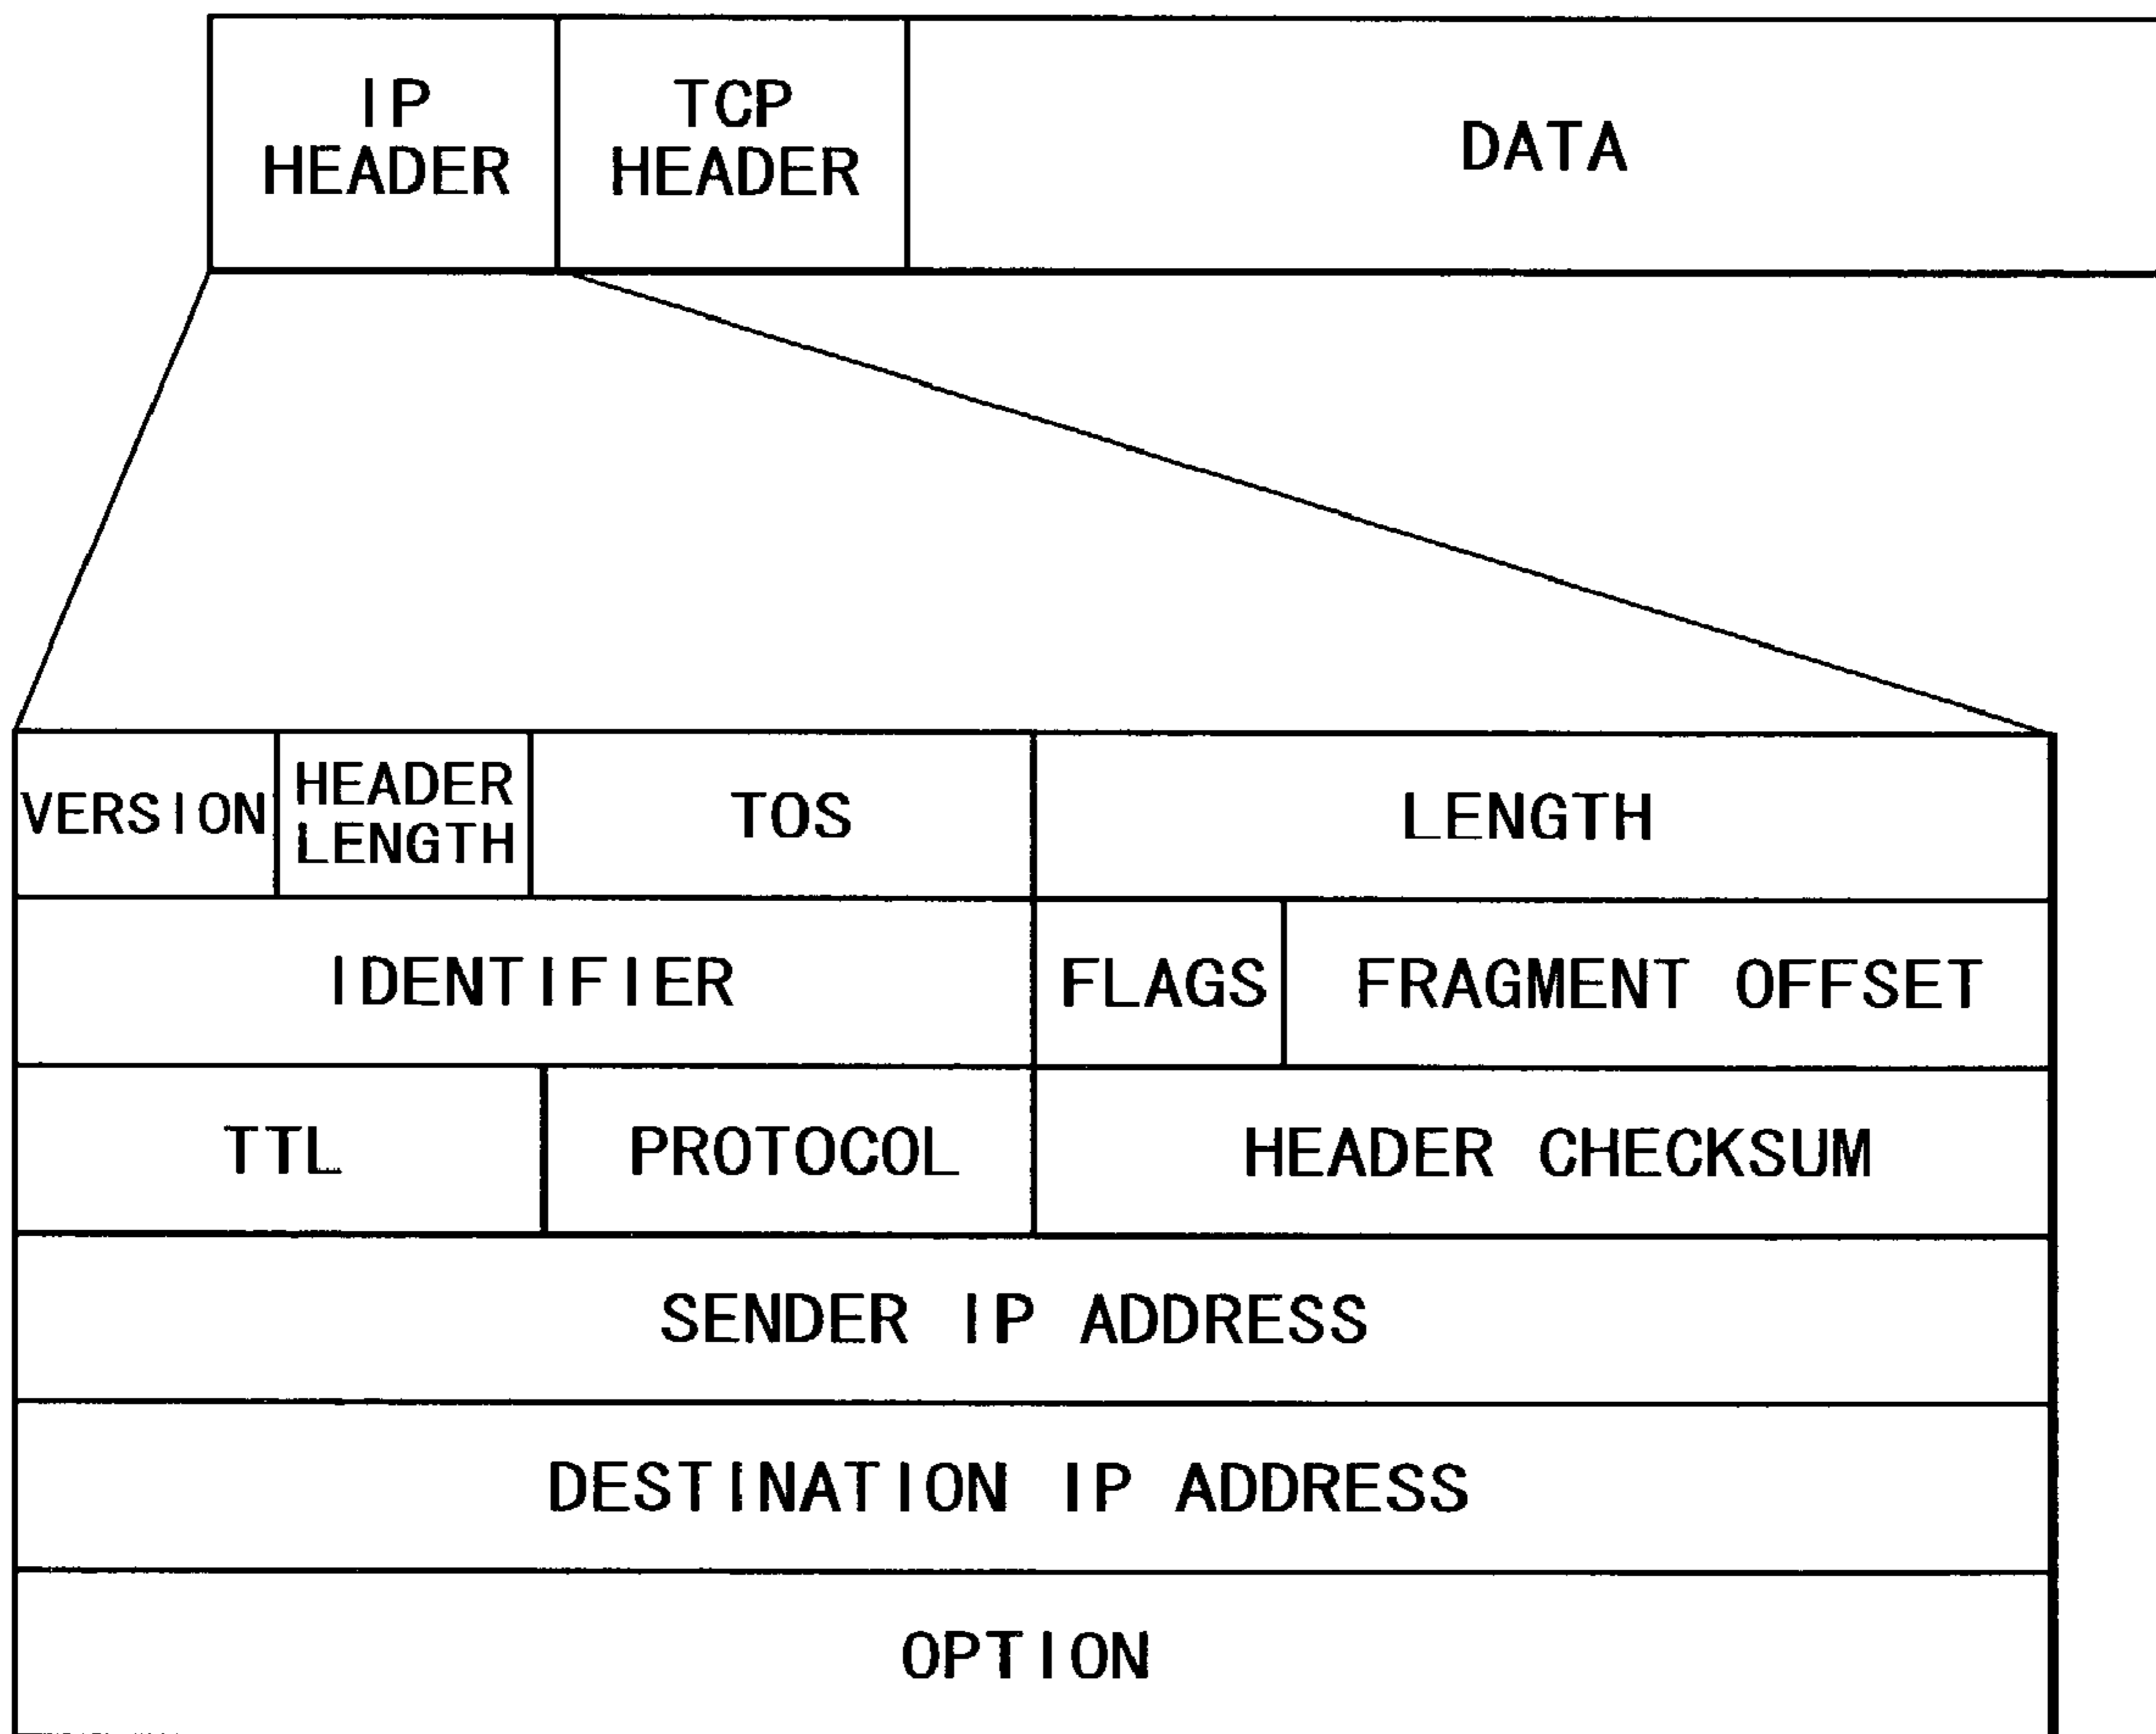 IP
HEADER
TCP
HEADER
DATA
VERSION
HEADER
LENGTH
TOS
LENGTH
IDENTIFIER
FLAGS
FRAGMENT OFFSET
TTL
PROTOCOL
HEADER CHECKSUM
SENDER IP ADDRESS
DESTINATION IP ADDRESS
OPTION